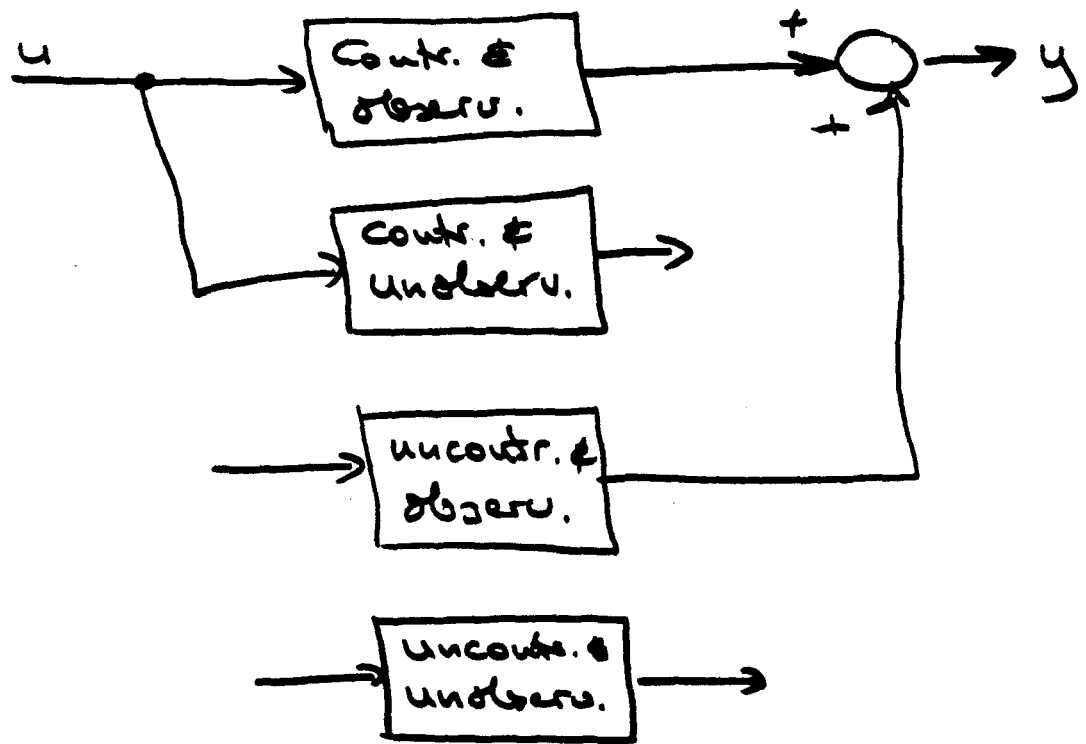 u
Contr. &
observ.
+
y
+
Contr. &
unobserv.
uncontr. &
observ.
uncontr. &
unobserv.